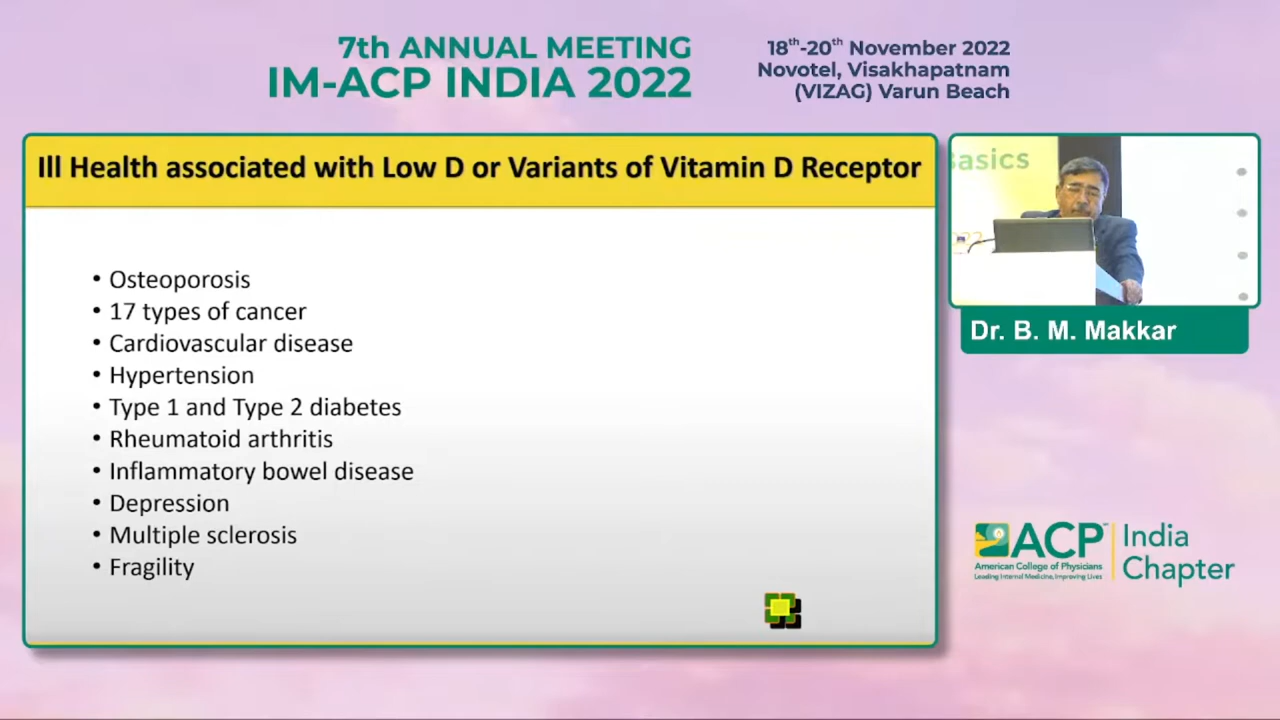 7th ANNUAL MEETING
IM-ACP INDIA 2022
18th-20th November 2022
Novotel, Visakhapatnam
(VIZAG) Varun Beach
Ill Health associated with Low D or Variants of Vitamin D Receptor
• Osteoporosis
• 17 types of cancer
• Cardiovascular disease
• Hypertension
• Type 1 and Type 2 diabetes
• Rheumatoid arthritis
• Inflammatory bowel disease
• Depression
• Multiple sclerosis
• Fragility
asics
Dr. B. M. Makkar
ACP
American College of Physicians
Leading Internal Medicine, Improving Lives
India
Chapter